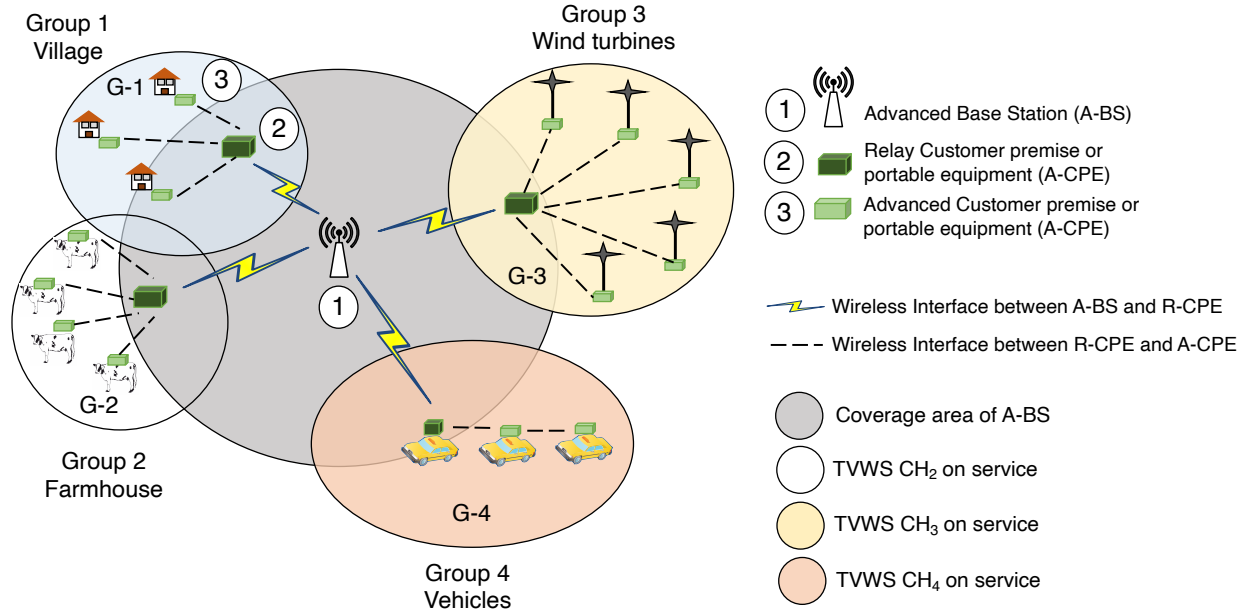 Group 1
Village
G-1
3
2
Group 3
Wind turbines
G-3
1
G-2
Group 2
Farmhouse
G-4
Group 4
Vehicles
1
Advanced Base Station (A-BS)
2
Relay Customer premise or
portable equipment (A-CPE)
3
Advanced Customer premise or
portable equipment (A-CPE)
Wireless Interface between A-BS and R-CPE
Wireless Interface between R-CPE and A-CPE
Coverage area of A-BS
TVWS CH₂ on service
TVWS CH₃ on service
TVWS CH₄ on service